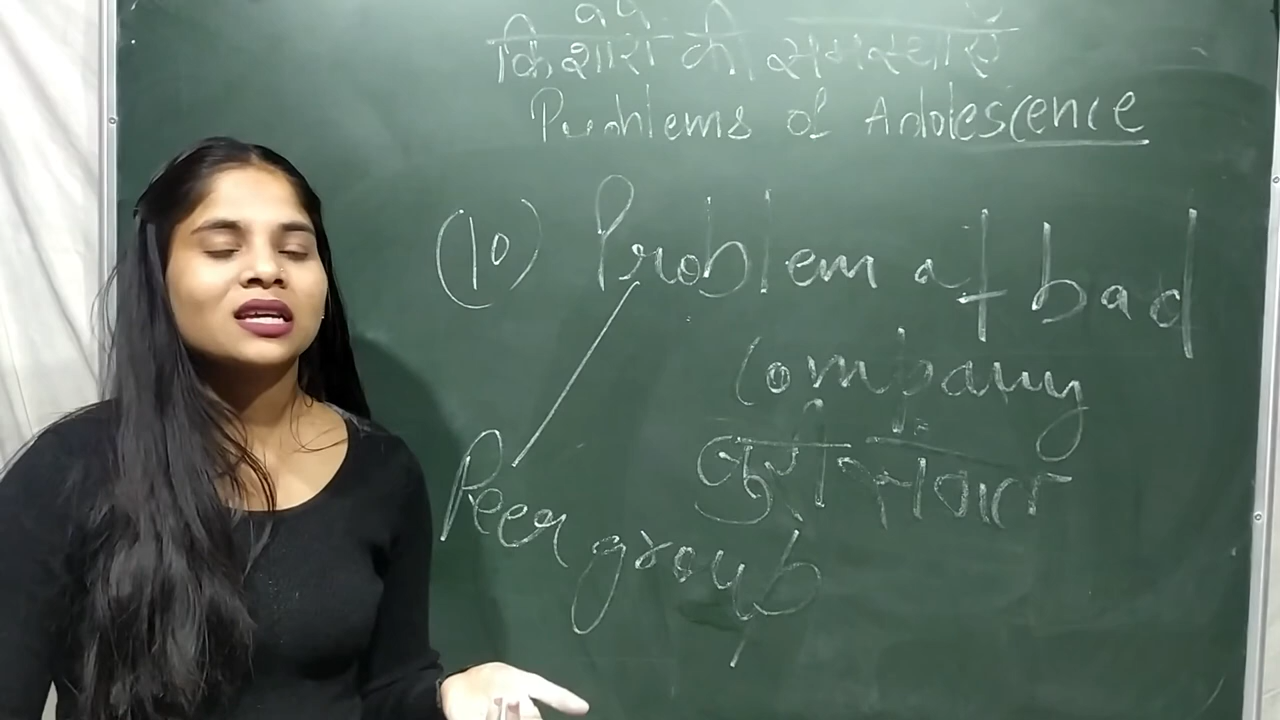 किशोरों की समस्याएँ
Problems of Adolescence
(10) Problem of bad
Company
बुरी संगति
Peer group